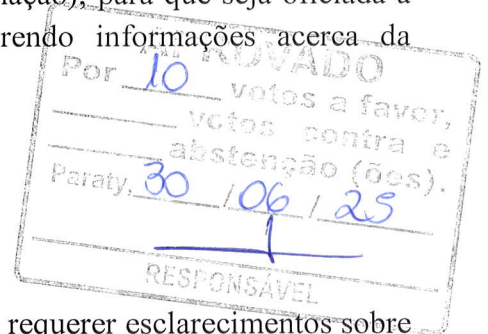 nação), para que seja oficiada a
rendo informações acerca da
APROVADO
Por 10 votos a favor,
votos contra e
abstenção (ões).
Paraty, 30 / 06 / 25
RESPONSÁVEL
requerer esclarecimentos sobre